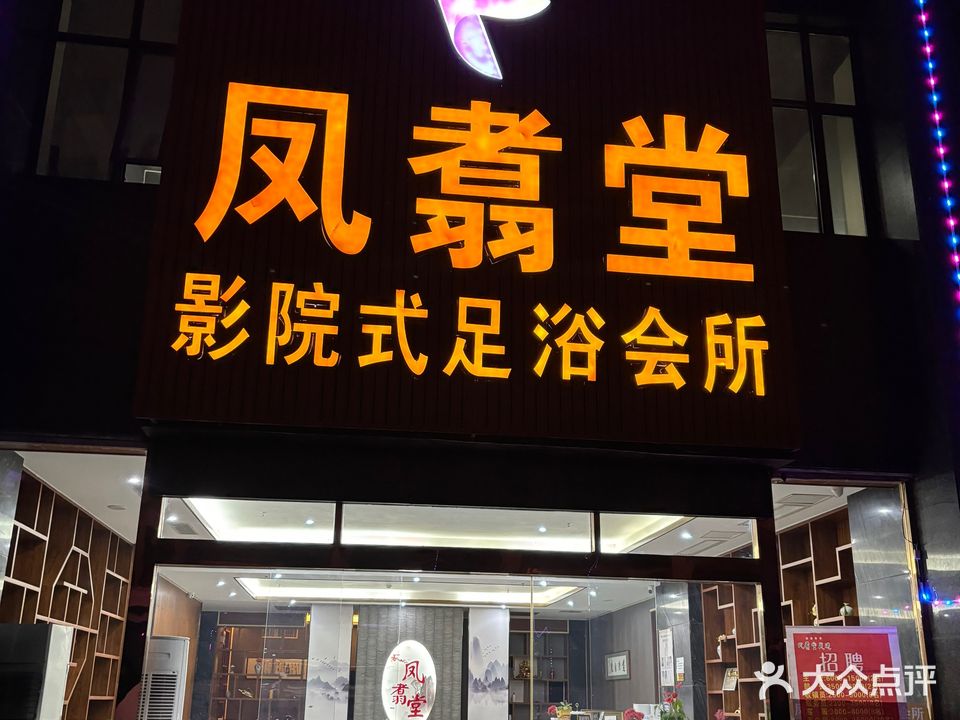 凤翥堂
影院式足浴会所
凤翥堂
招聘
大众点评